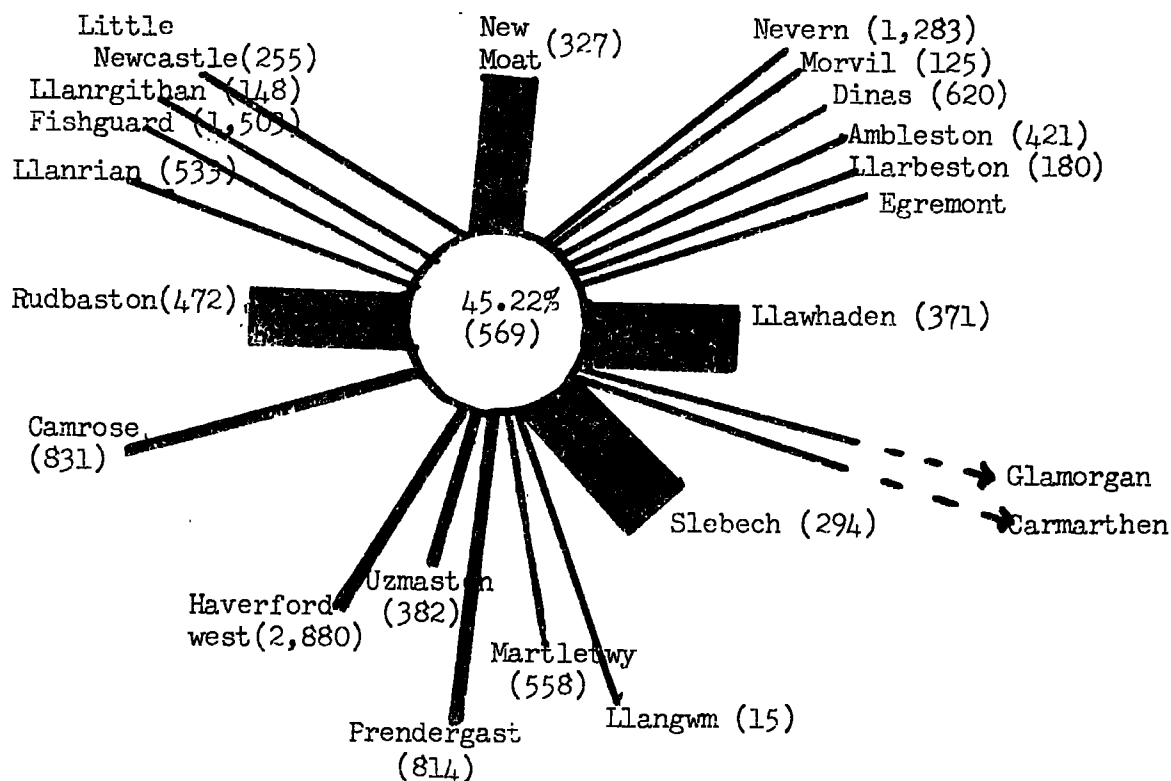 Little
Newcastle(255)
Llanrgithan (148)
Fishguard (1,503)
Llanrian (533)
New
Moat (327)
Nevern (1,283)
Morvil (125)
Dinas (620)
Ambleston (421)
Llarbeston (180)
Egremont
Rudbaston(472)
45.22%
(569)
Llawhaden (371)
Camrose
(831)
Glamorgan
Carmarthen
Slebech (294)
Uzmaston
(382)
Haverford
west(2,880)
Martletwy
(558)
Llangwm (15)
Prendergast
(814)